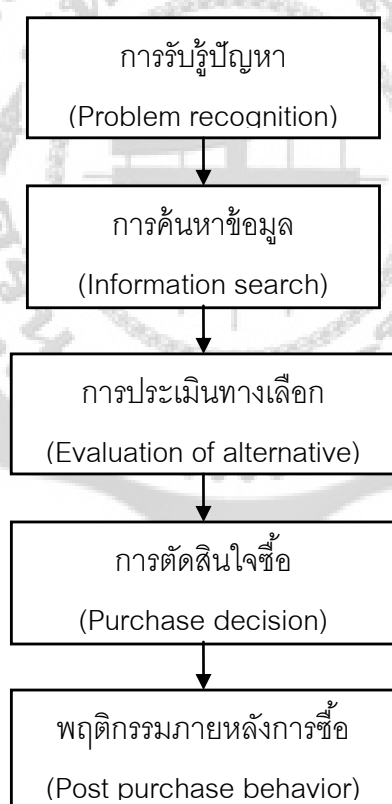 การรับรู้ปัญหา
(Problem recognition)
การค้นหาข้อมูล
(Information search)
การประเมินทางเลือก
(Evaluation of alternative)
การตัดสินใจซื้อ
(Purchase decision)
พฤติกรรมภายหลังการซื้อ
(Post purchase behavior)